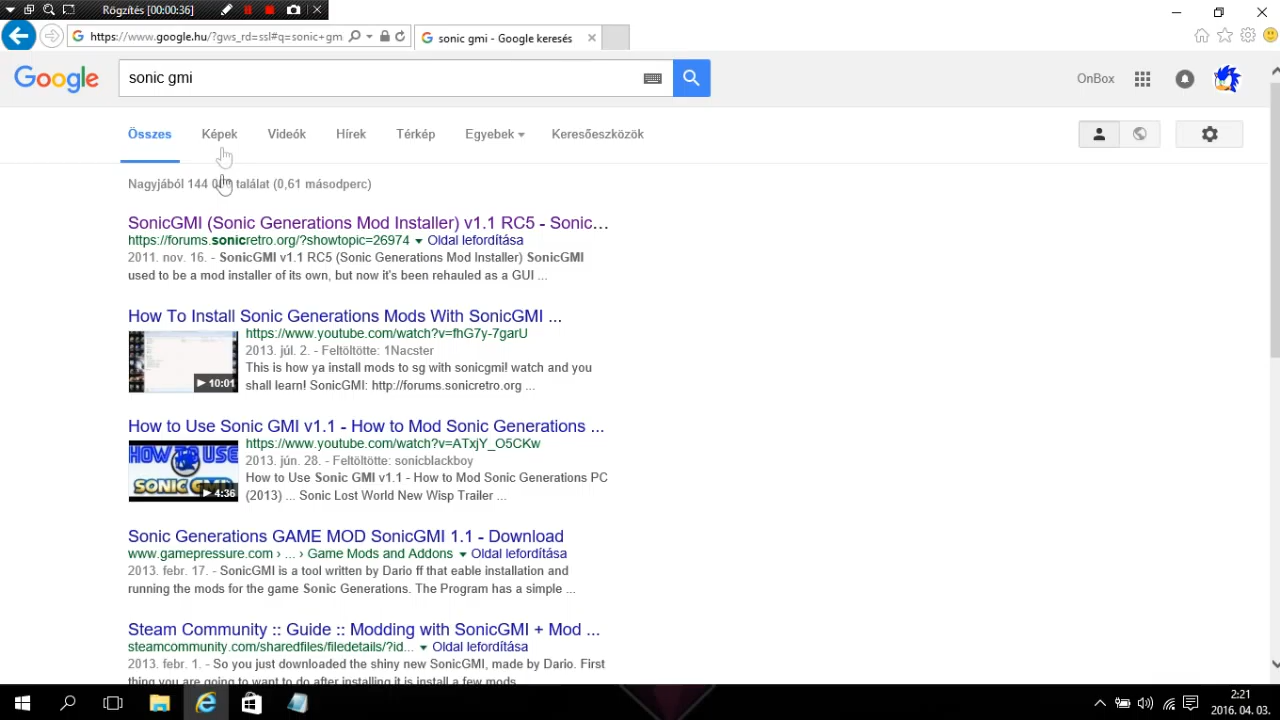 Rögzítés [00:00:36
https://www.google.hu/?gws_rd=ssl#q=sonic+gm
sonic gmi - Google keresés
Google
sonic gmi
OnBox
Összes
Képek
Videók
Hírek
Térkép
Egyebek
Keresőeszközök
Nagyjából 144 találat (0,61 másodperc)
SonicGMI (Sonic Generations Mod Installer) v1.1 RC5 - Sonic...
https://forums.sonicretro.org/?showtopic=26974 Oldal lefordítása
2011. nov. 16. - SonicGMI v1.1 RC5 (Sonic Generations Mod Installer) SonicGMI
used to be a mod installer of its own, but now it's been rehauled as a GUI ...
How To Install Sonic Generations Mods With SonicGMI ...
https://www.youtube.com/watch?v=fhG7y-7garU
2013. júl. 2. - Feltöltötte: 1Nacster
This is how ya install mods to sg with sonicgmi! watch and you
shall learn! SonicGMI: http://forums.sonicretro.org ...
10:01
How to Use Sonic GMI v1.1 - How to Mod Sonic Generations ...
https://www.youtube.com/watch?v=ATxjY_O5CKw
2013. jún. 28. - Feltöltötte: sonicblackboy
How to Use Sonic GMI v1.1 - How to Mod Sonic Generations PC
(2013) ... Sonic Lost World New Wisp Trailer ...
HOW TO USE
SONIC GMI
4:36
Sonic Generations GAME MOD SonicGMI 1.1 - Download
www.gamepressure.com › ... › Game Mods and Addons Oldal lefordítása
2013. febr. 17. - SonicGMI is a tool written by Dario ff that eable installation and
running the mods for the game Sonic Generations. The Program has a simple ...
Steam Community :: Guide :: Modding with SonicGMI + Mod ...
steamcommunity.com/sharedfiles/filedetails/?id... Oldal lefordítása
2013. febr. 1. - So you just downloaded the shiny new SonicGMI, made by Dario. First
thing you are going to want to do after installing it is install a few mods
2:21
2016. 04. 03.